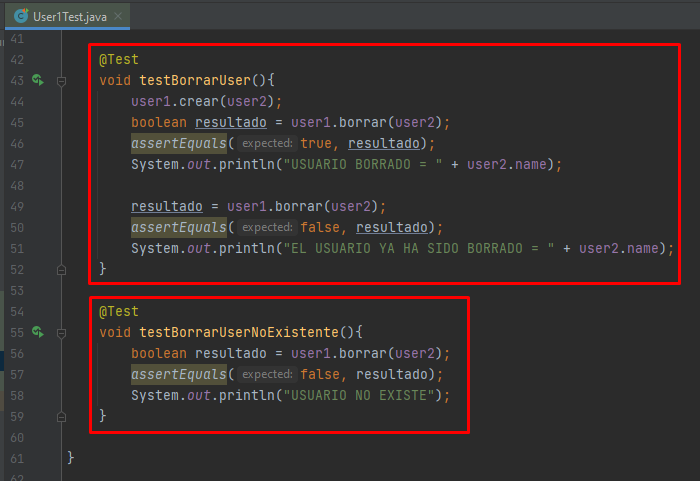 User1Test.java
41
42 @Test
43 void testBorrarUser(){
44 user1.crear(user2);
45 boolean resultado = user1.borrar(user2);
46 assertEquals( expected: true, resultado);
47 System.out.println("USUARIO BORRADO = " + user2.name);
48
49 resultado = user1.borrar(user2);
50 assertEquals( expected: false, resultado);
51 System.out.println("EL USUARIO YA HA SIDO BORRADO = " + user2.name);
52 }
53
54 @Test
55 void testBorrarUserNoExistente(){
56 boolean resultado = user1.borrar(user2);
57 assertEquals( expected: false, resultado);
58 System.out.println("USUARIO NO EXISTE");
59 }
60
61 }
62